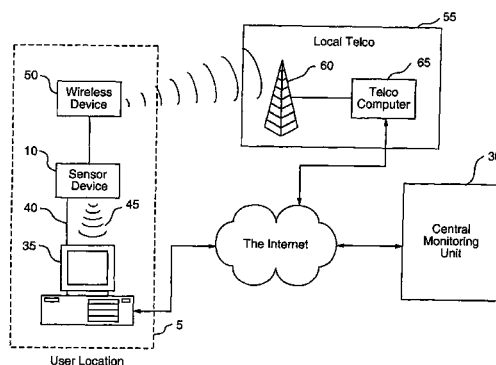 55
Local Telco
50
60
65
Wireless
Device
Telco
Computer
10
Sensor
Device
40
45
35
The Internet
Central
Monitoring
Unit
5
User Location